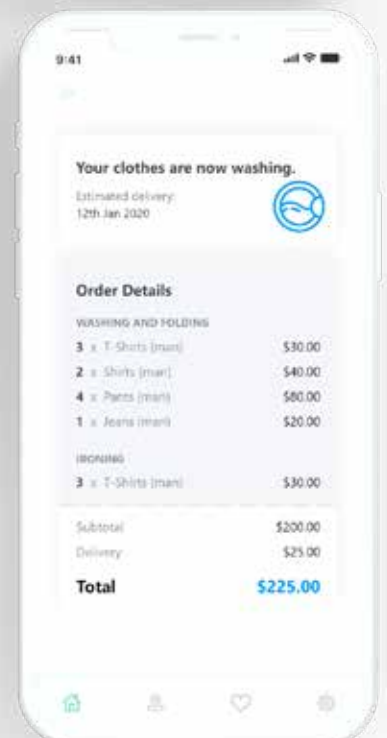 9:41
Your clothes are now washing.
Estimated delivery:
12th Jan 2020
Order Details
WASHING AND FOLDING
3 x T-Shirts (man) $30.00
2 x Shirts (man) $40.00
4 x Pants (man) $80.00
1 x Jeans (man) $20.00
IRONING
3 x T-Shirts (man) $30.00
Subtotal $200.00
Delivery $25.00
Total $225.00